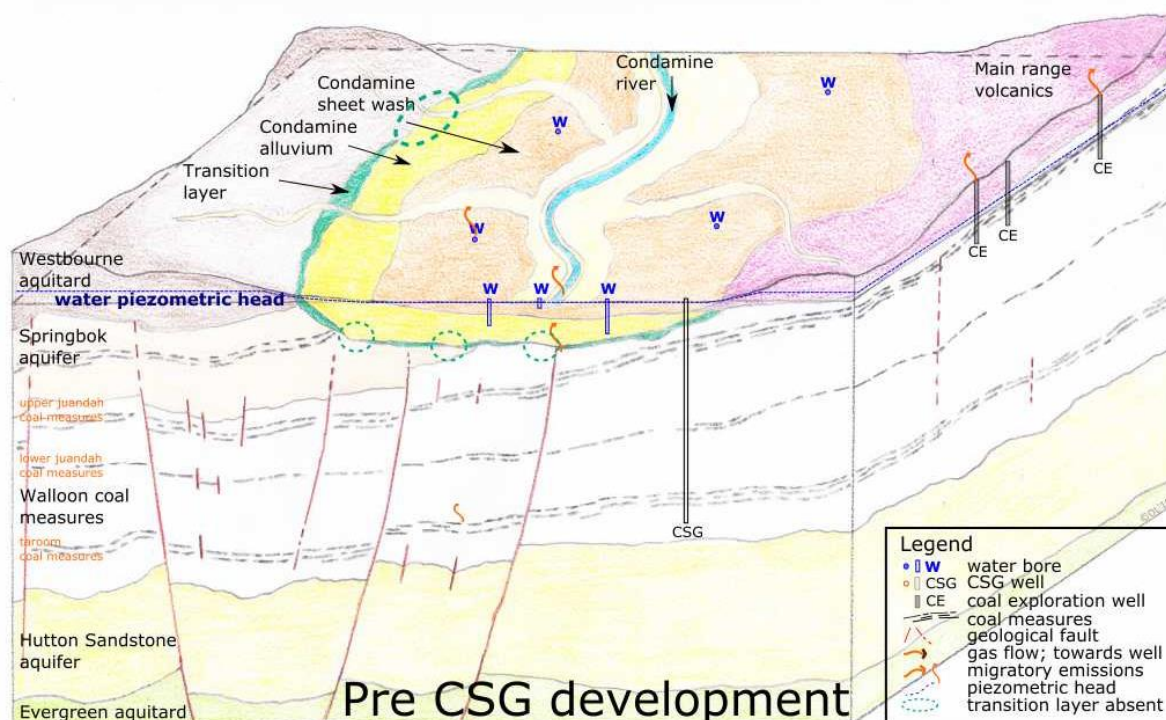 Condamine
river
Main range
volcanics
Condamine
sheet wash
W
W
Condamine
alluvium
CE
Transition
layer
W
W
CE
CE
Westbourne
aquitard
water piezometric head
W
W
W
Springbok
aquifer
upper juandah
coal measures
lower juandah
coal measures
Walloon coal
measures
CSG
taroom
coal measures
Legend
W water bore
CSG CSG well
CE coal exploration well
coal measures
geological fault
gas flow; towards well
migratory emissions
piezometric head
transition layer absent
Hutton Sandstone
aquifer
Evergreen aquitard
Pre CSG development